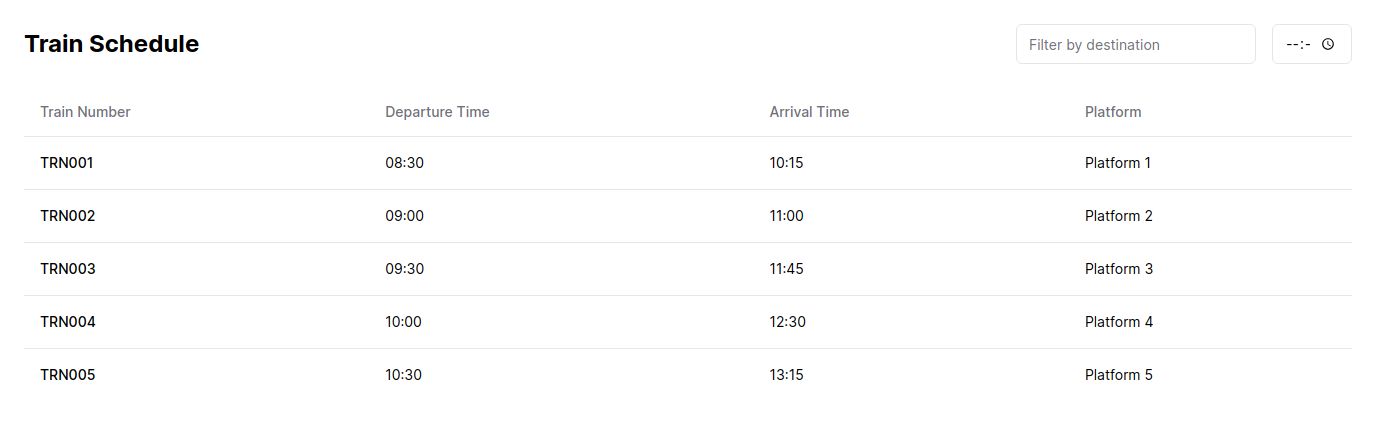 Train Schedule
Filter by destination
--:-
Train Number Departure Time Arrival Time Platform
TRN001 08:30 10:15 Platform 1
TRN002 09:00 11:00 Platform 2
TRN003 09:30 11:45 Platform 3
TRN004 10:00 12:30 Platform 4
TRN005 10:30 13:15 Platform 5